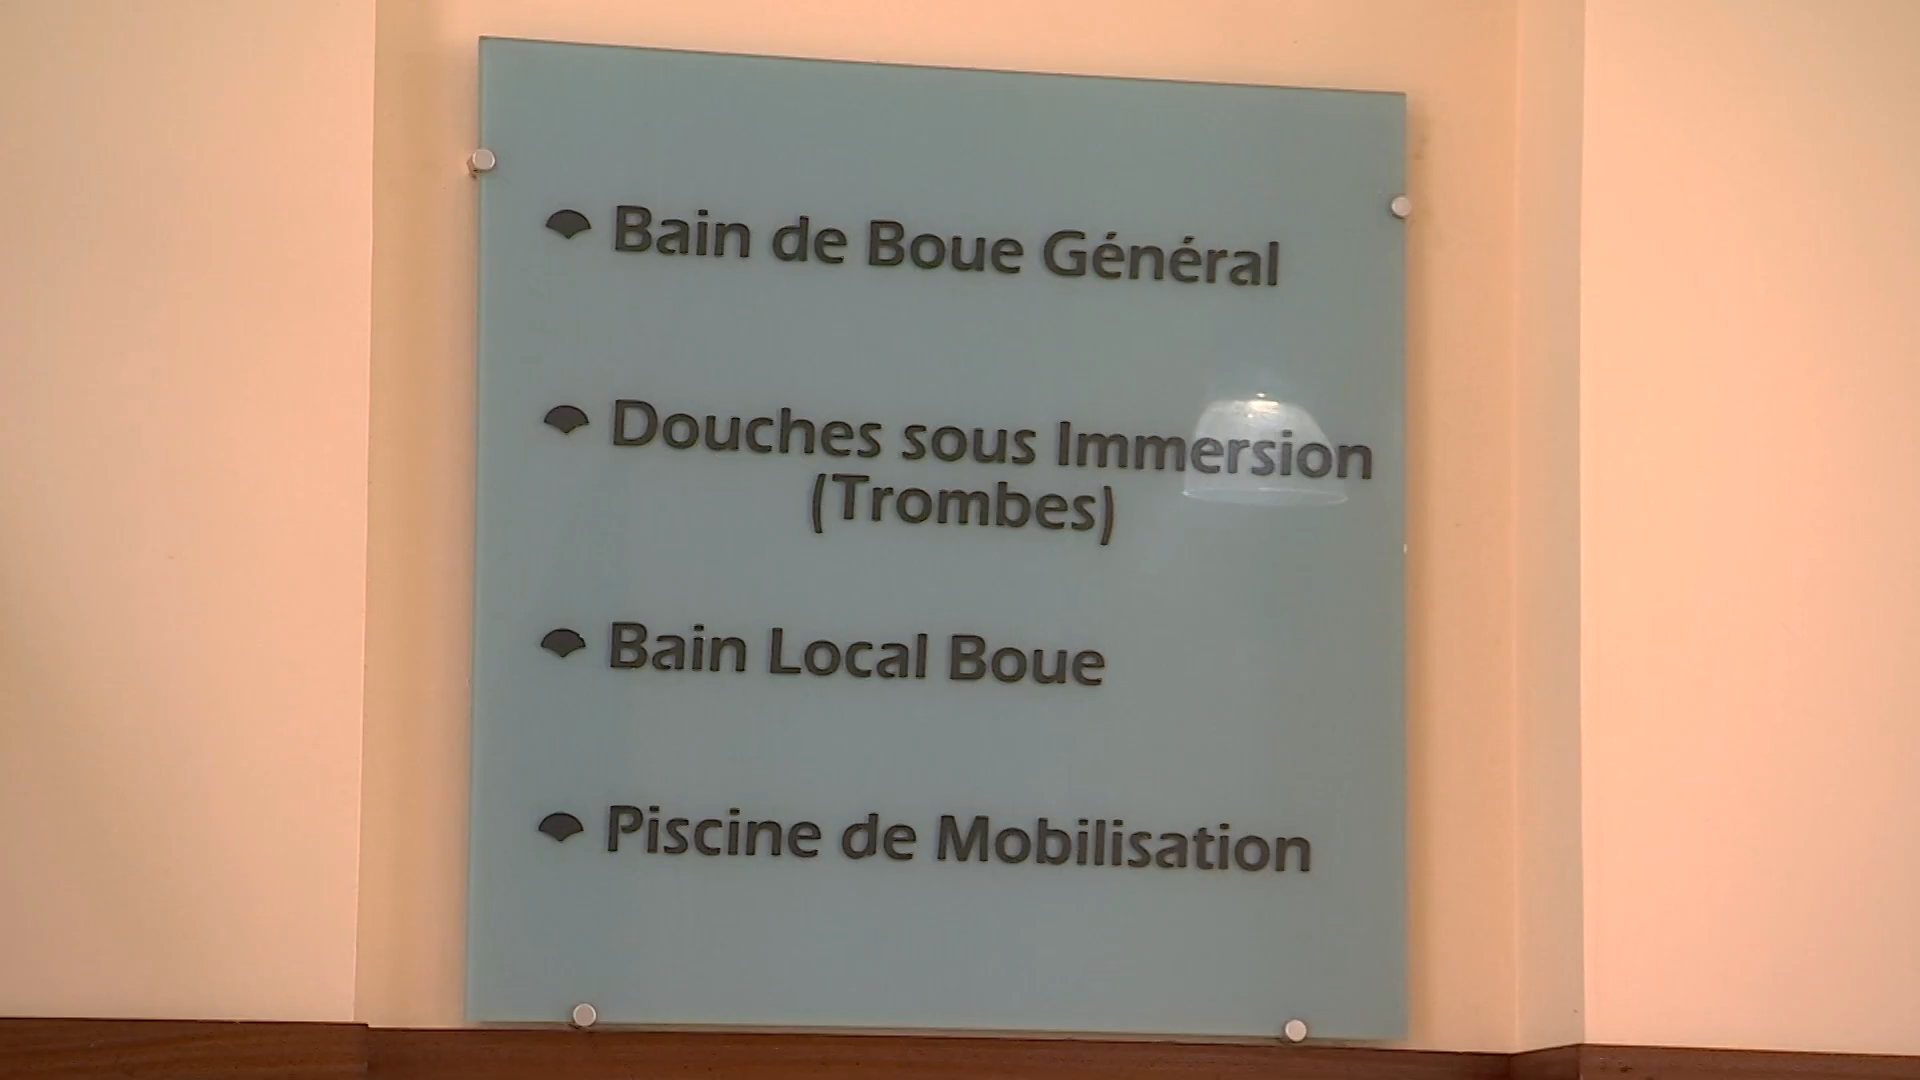 Bain de Boue Général
Douches sous Immersion
(Trombes)
Bain Local Boue
Piscine de Mobilisation